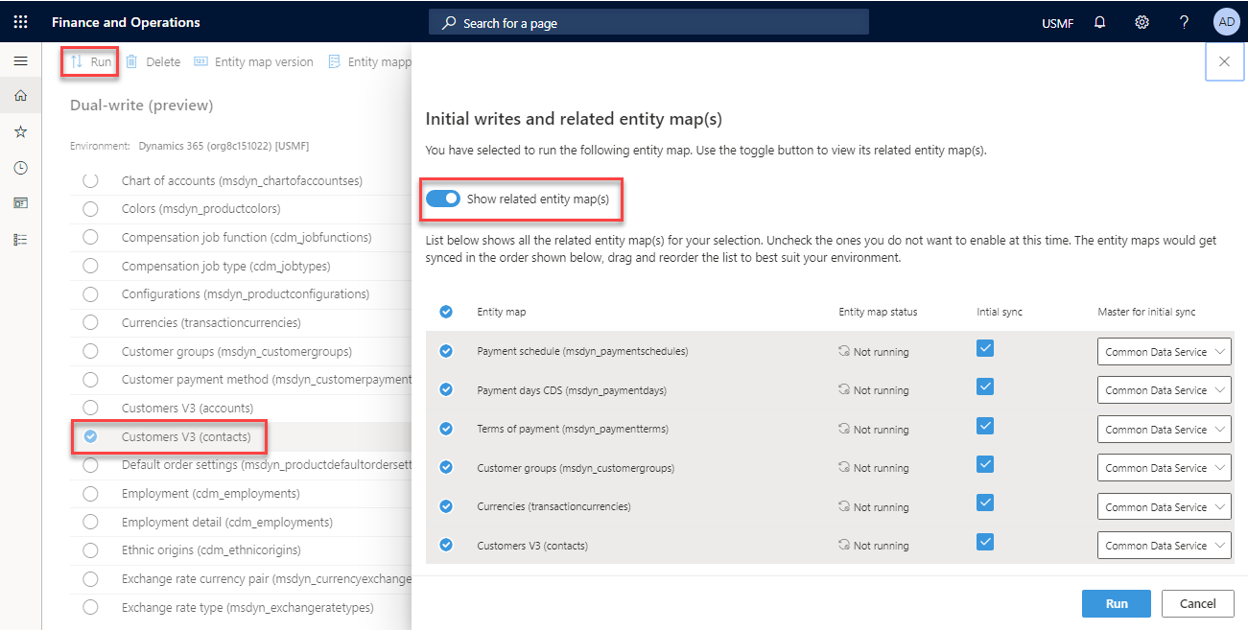 Finance and Operations
Search for a page
USMF
AD
Run
Delete
Entity map version
Entity mapp
Dual-write (preview)
Environment: Dynamics 365 (org8c151022) [USMF]
Chart of accounts (msdyn_chartofaccountses)
Colors (msdyn_productcolors)
Compensation job function (cdm_jobfunctions)
Compensation job type (cdm_jobtypes)
Configurations (msdyn_productconfigurations)
Currencies (transactioncurrencies)
Customer groups (msdyn_customergroups)
Customer payment method (msdyn_customerpayment
Customers V3 (accounts)
Customers V3 (contacts)
Default order settings (msdyn_productdefaultordersett
Employment (cdm_employments)
Employment detail (cdm_employments)
Ethnic origins (cdm_ethnicorigins)
Exchange rate currency pair (msdyn_currencyexchange
Exchange rate type (msdyn_exchangeratetypes)
Initial writes and related entity map(s)
You have selected to run the following entity map. Use the toggle button to view its related entity map(s).
Show related entity map(s)
List below shows all the related entity map(s) for your selection. Uncheck the ones you do not want to enable at this time. The entity maps would get
synced in the order shown below, drag and reorder the list to best suit your environment.
Entity map Entity map status Intial sync Master for initial sync
Payment schedule (msdyn_paymentschedules) Not running Common Data Service
Payment days CDS (msdyn_paymentdays) Not running Common Data Service
Terms of payment (msdyn_paymentterms) Not running Common Data Service
Customer groups (msdyn_customergroups) Not running Common Data Service
Currencies (transactioncurrencies) Not running Common Data Service
Customers V3 (contacts) Not running Common Data Service
Run
Cancel